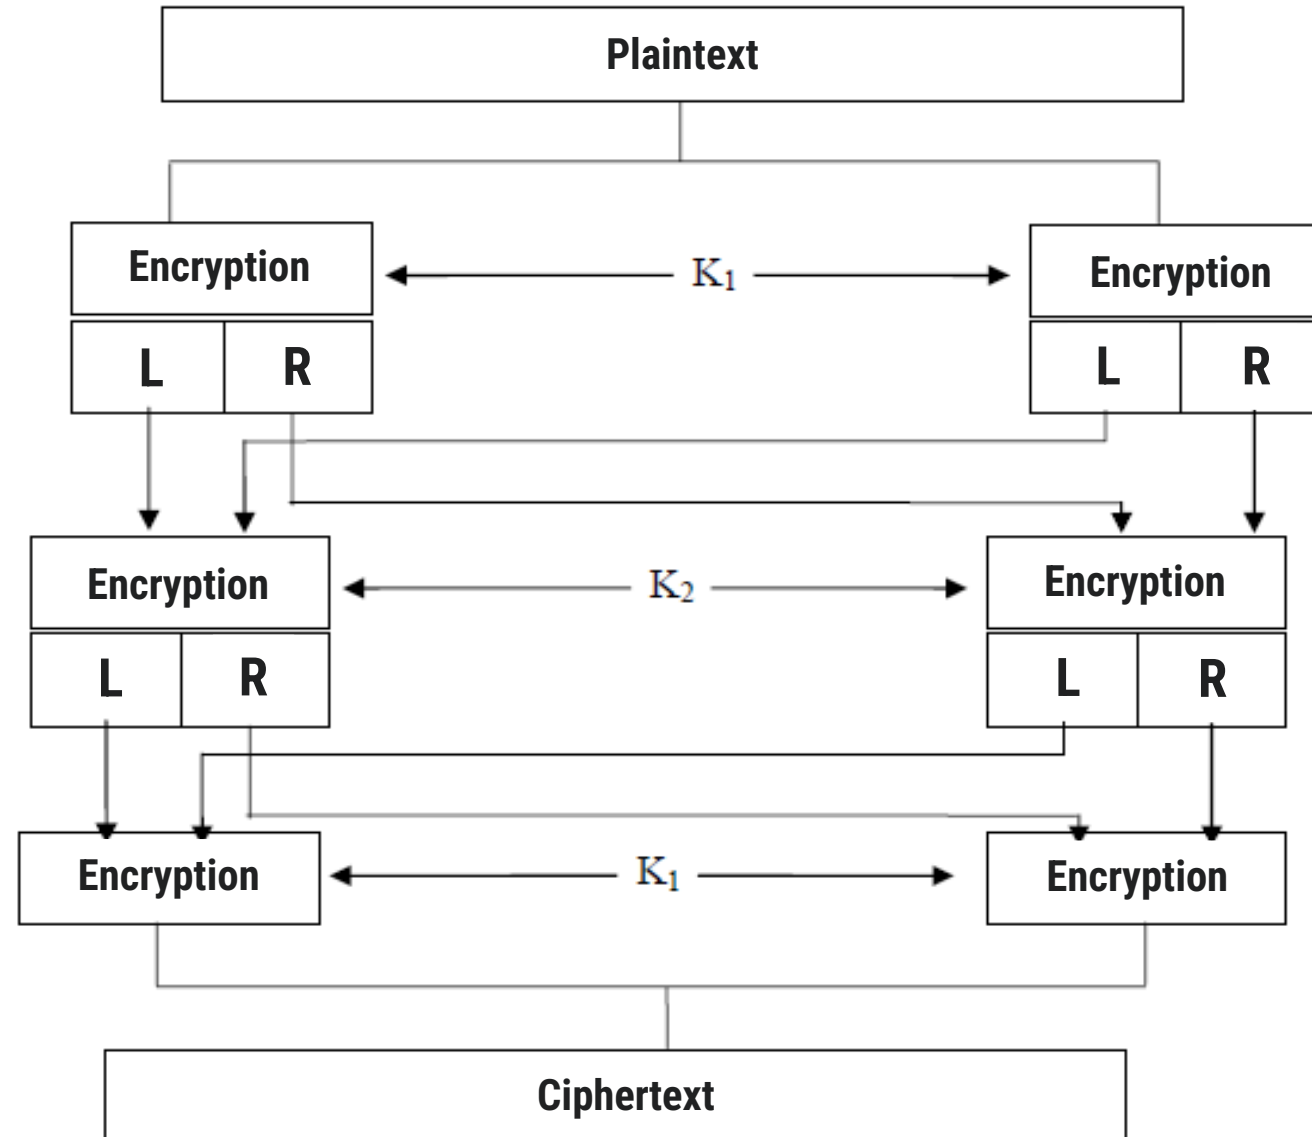 Plaintext
Encryption K₁ Encryption
L R L R
Encryption K₂ Encryption
L R L R
Encryption K₁ Encryption
Ciphertext